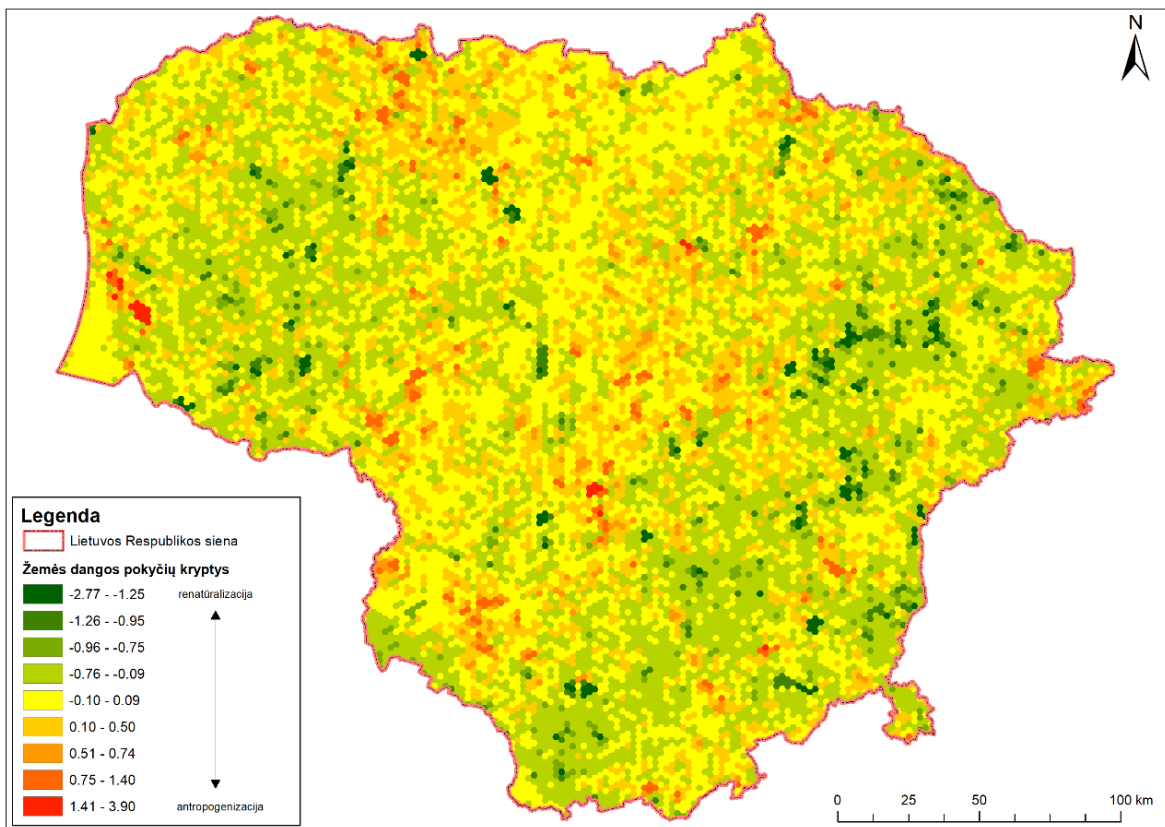 N
Legenda
Lietuvos Respublikos siena
Žemės dangos pokyčių kryptys
-2.77 - -1.25 renatūralizacija
-1.26 - -0.95
-0.96 - -0.75
-0.76 - -0.09
-0.10 - 0.09
0.10 - 0.50
0.51 - 0.74
0.75 - 1.40
1.41 - 3.90 antropogenizacija
0 25 50 100 km